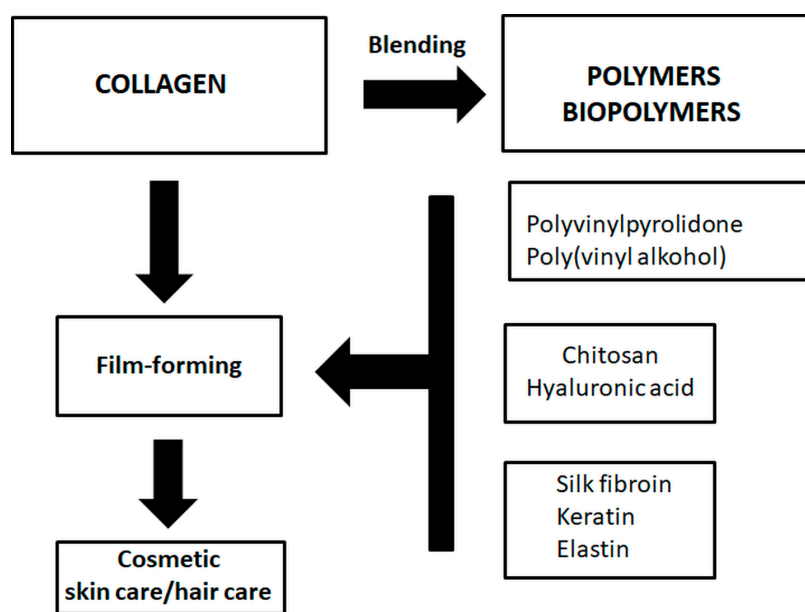 COLLAGEN
Blending
POLYMERS
BIOPOLYMERS
Polyvinylpyrolidone
Poly(vinyl alkohol)
Film-forming
Chitosan
Hyaluronic acid
Silk fibroin
Keratin
Elastin
Cosmetic
skin care/hair care